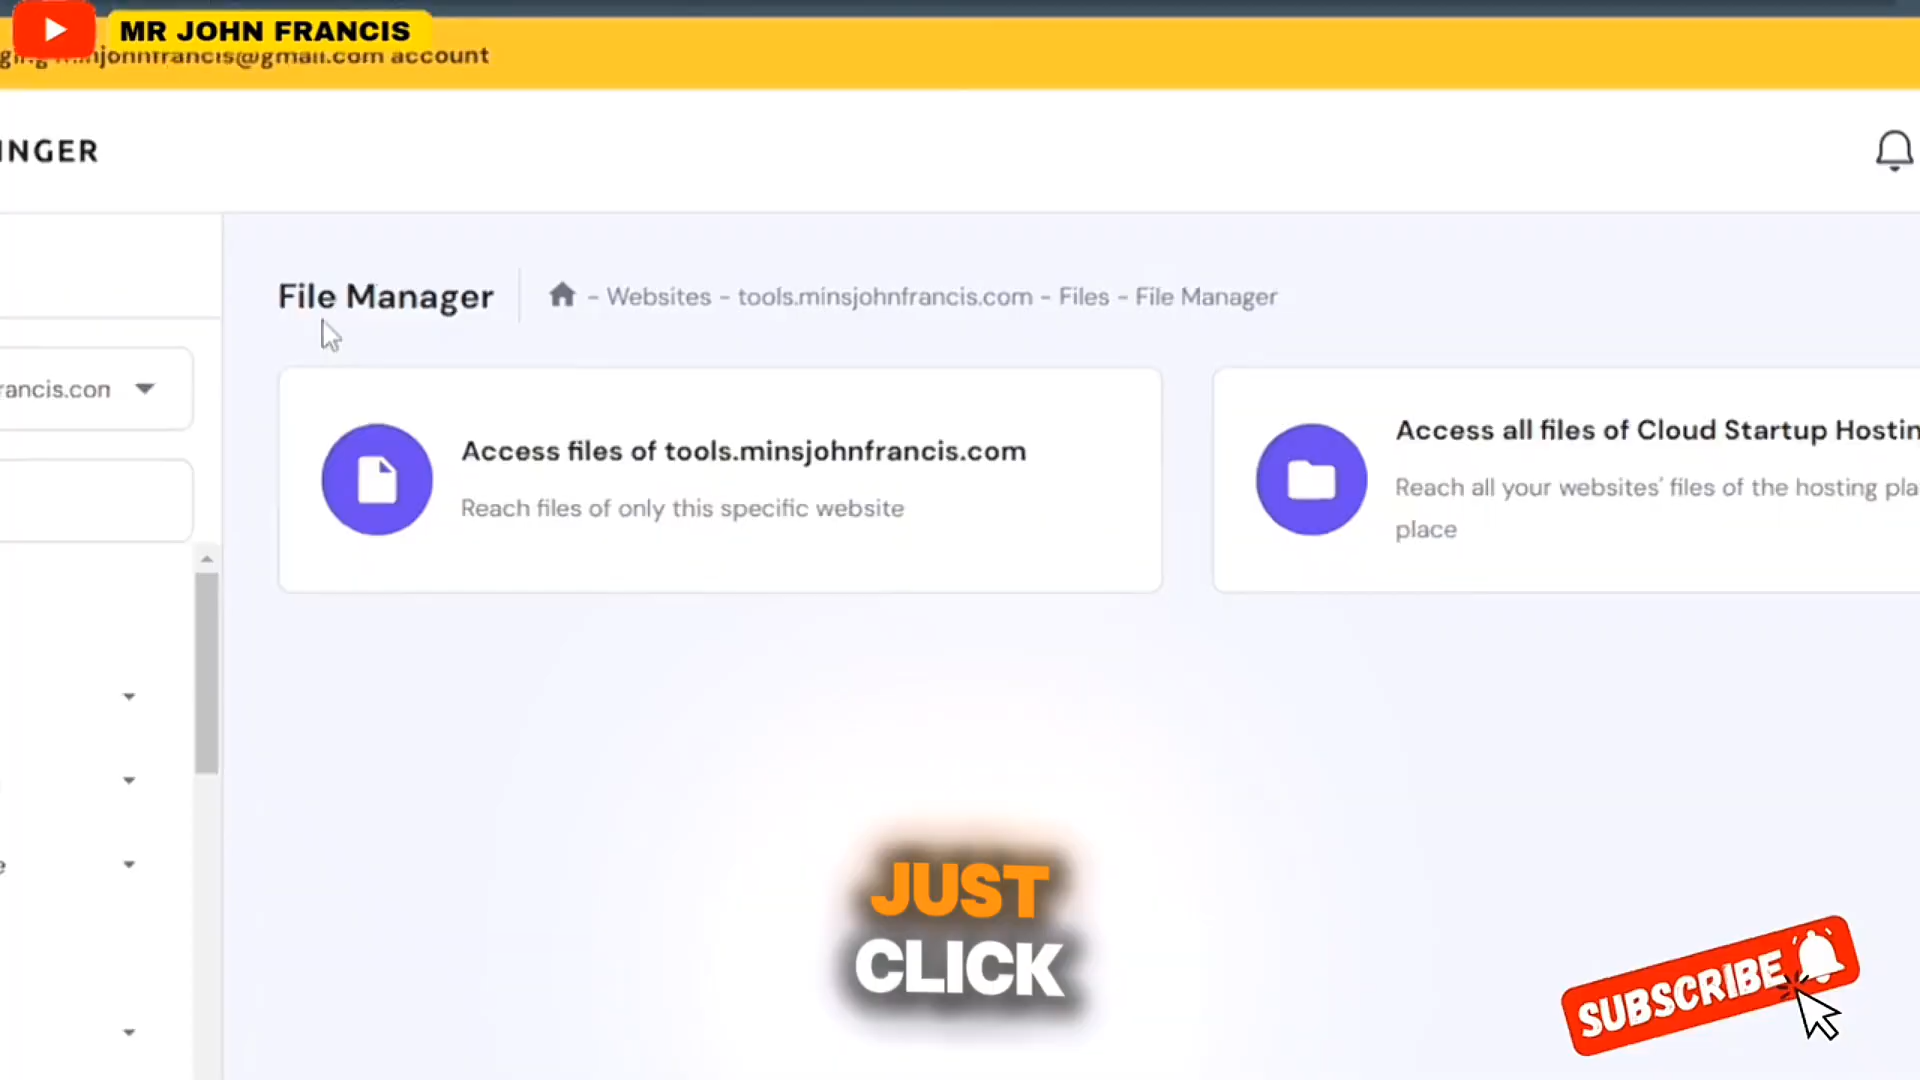 MR JOHN FRANCIS
minjohnfrancis@gmail.com account
INGER
File Manager
- Websites - tools.minsjohnfrancis.com - Files - File Manager
rancis.con
Access files of tools.minsjohnfrancis.com
Reach files of only this specific website
Access all files of Cloud Startup Hostin
Reach all your websites' files of the hosting pla
place
e
JUST
CLICK
SUBSCRIBE